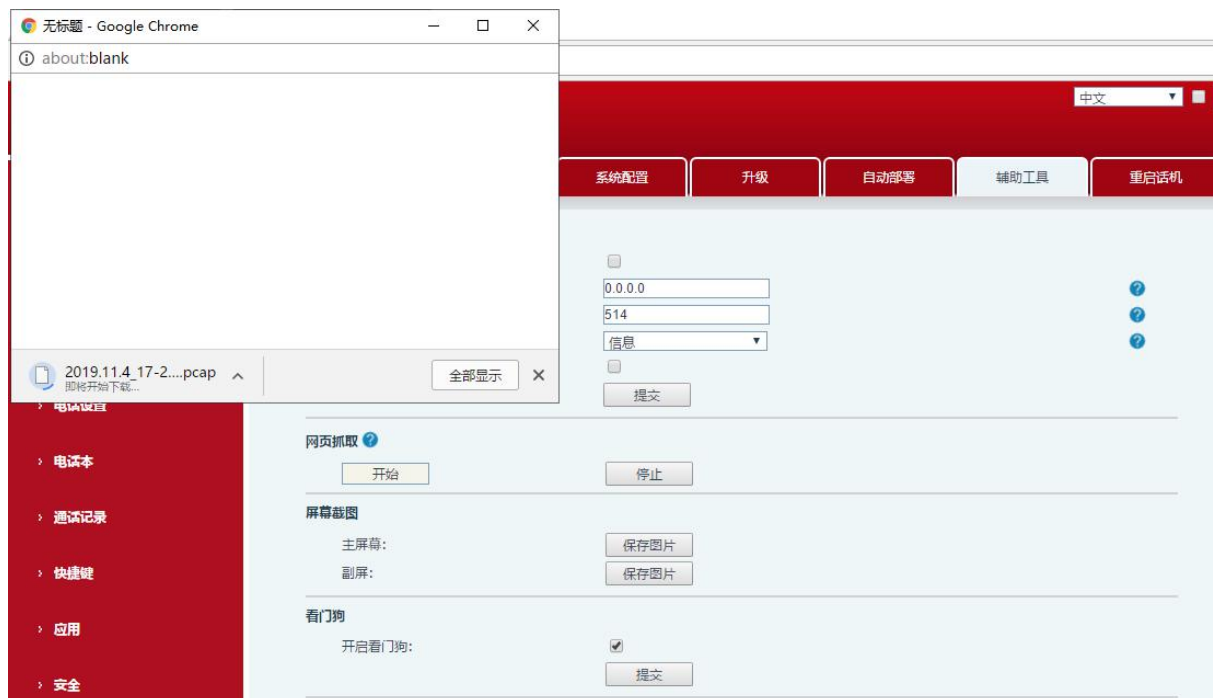 无标题 - Google Chrome
about:blank
中文
系统配置
升级
自动部署
辅助工具
重启话机
0.0.0.0
514
信息
提交
2019.11.4_17-2....pcap
即将开始下载...
全部显示
电话设置
网页抓取
开始
停止
电话本
屏幕截图
通话记录
主屏幕:
保存图片
副屏:
保存图片
快捷键
看门狗
应用
开启看门狗:
提交
安全